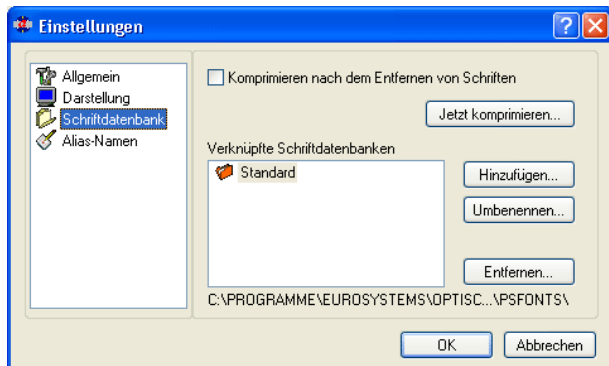 Einstellungen
Allgemein
Darstellung
Schriftdatenbank
Alias-Namen
Komprimieren nach dem Entfernen von Schriften
Jetzt komprimieren...
Verknüpfte Schriftdatenbanken
Standard
Hinzufügen...
Umbenennen...
Entfernen...
C:\PROGRAMME\EUROSYSTEMS\OPTISC...\PSFONTS\
OK
Abbrechen